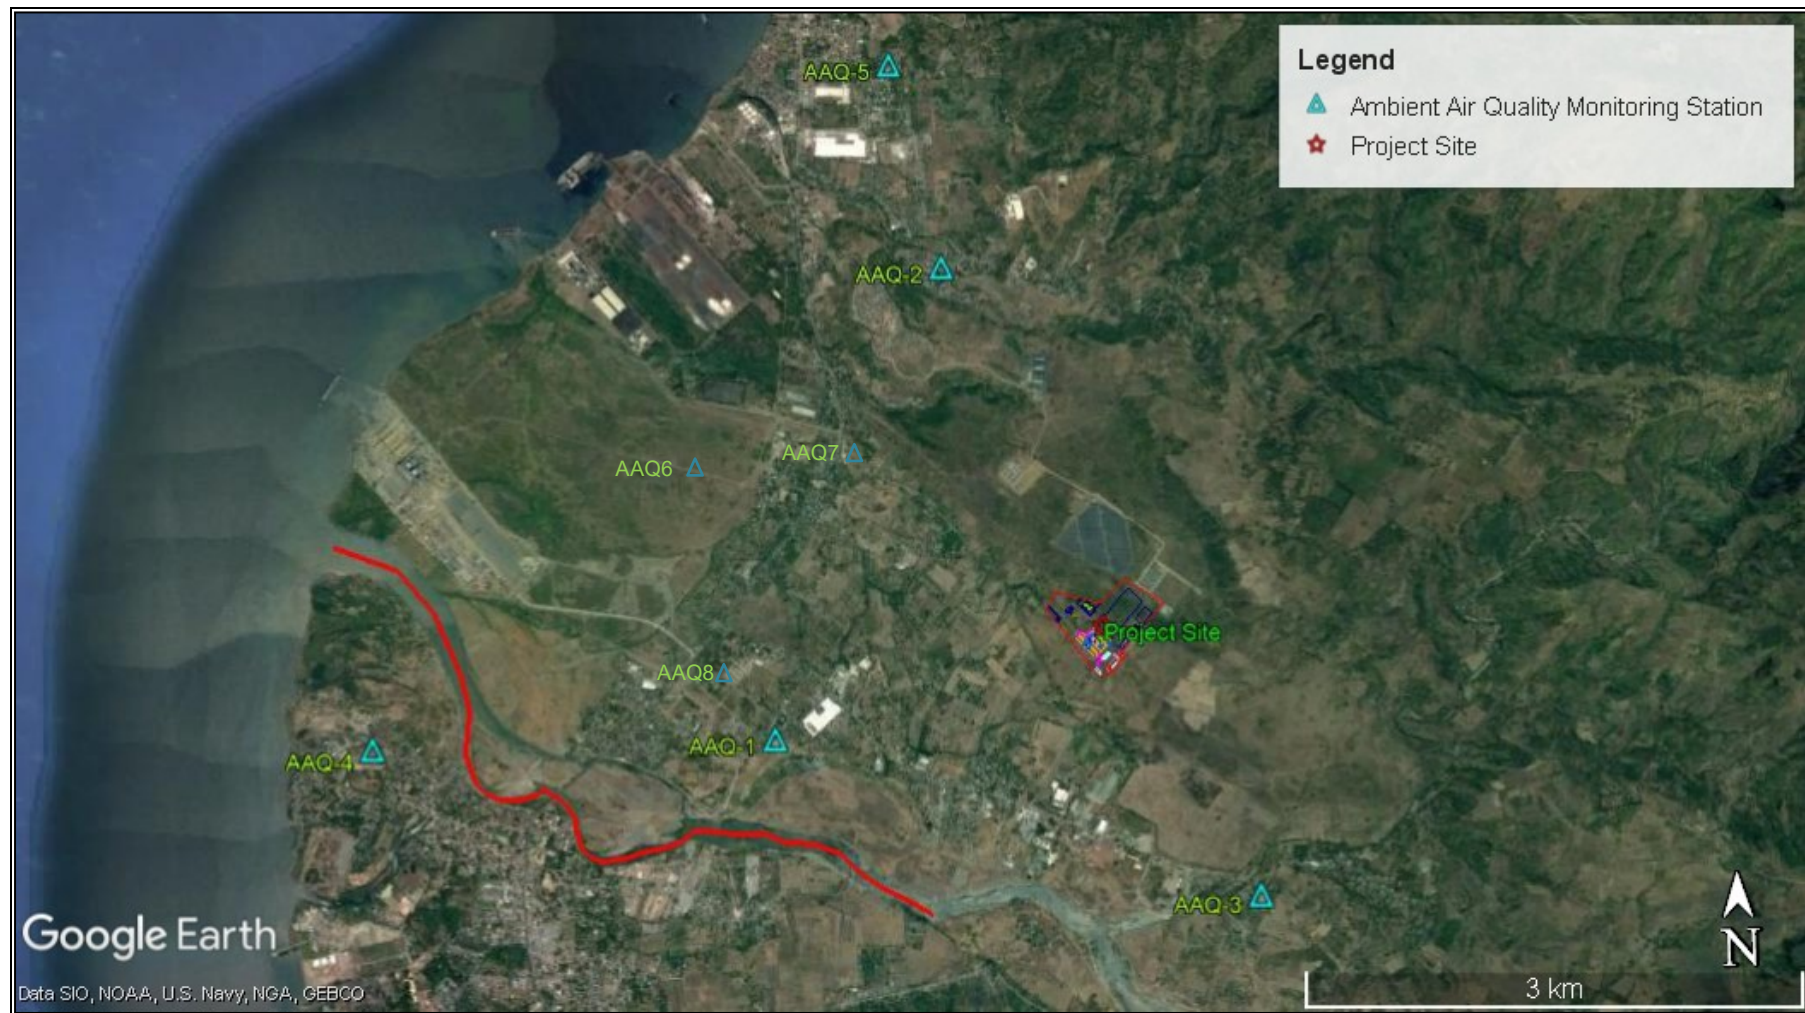 Legend
Ambient Air Quality Monitoring Station
Project Site
AAQ-5
AAQ-2
AAQ7
AAQ6
Project Site
AAQ8
AAQ-1
AAQ-4
AAQ-3
N
Google Earth
3 km
Data SIO, NOAA, U.S. Navy, NGA, GEBCO